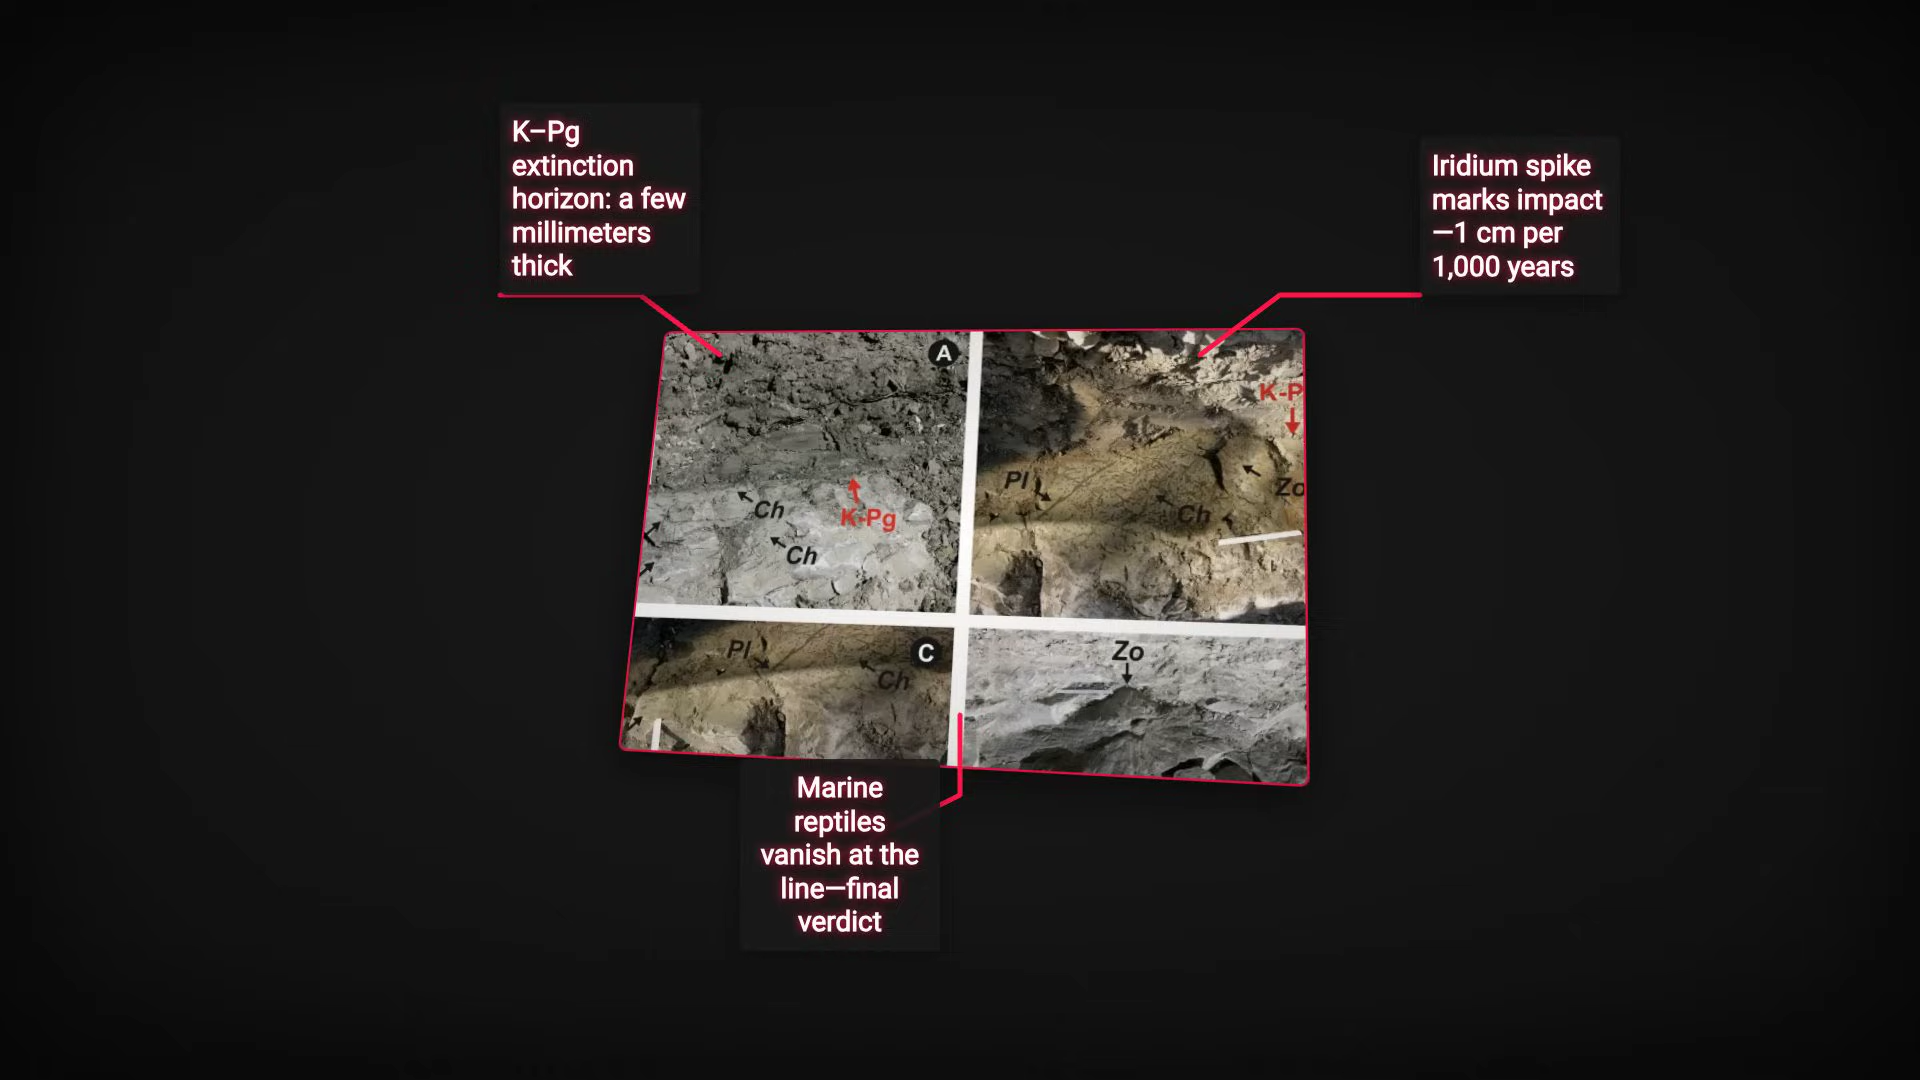 K–Pg
extinction
horizon: a few
millimeters
thick
Iridium spike
marks impact
—1 cm per
1,000 years
A
K-P
Pl
Zo
Ch
Ch
K-Pg
Ch
Pl
C
Zo
Ch
Marine
reptiles
vanish at the
line—final
verdict